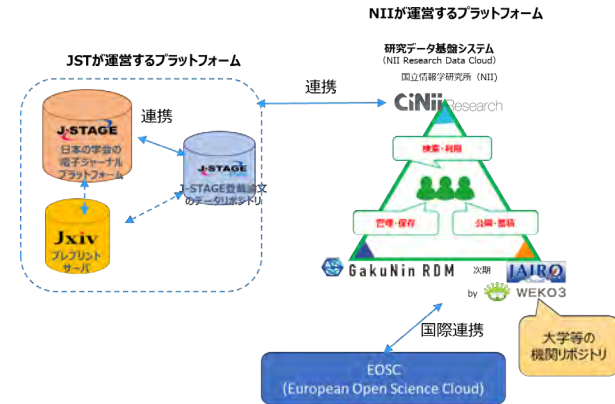 NIIが運営するプラットフォーム
JSTが運営するプラットフォーム
研究データ基盤システム
(NII Research Data Cloud)
国立情報学研究所（NII）
連携
CiNii Research
連携
J-STAGE
日本の学会の
電子ジャーナル
プラットフォーム
J-STAGE
J-STAGE登載論文
のデータリポジトリ
Jxiv
プレプリント
サーバ
検索・利用
管理・保存
公開・蓄積
GakuNin RDM
次期
JAIRO
by
WEKO3
国際連携
大学等の
機関リポジトリ
EOSC
(European Open Science Cloud)